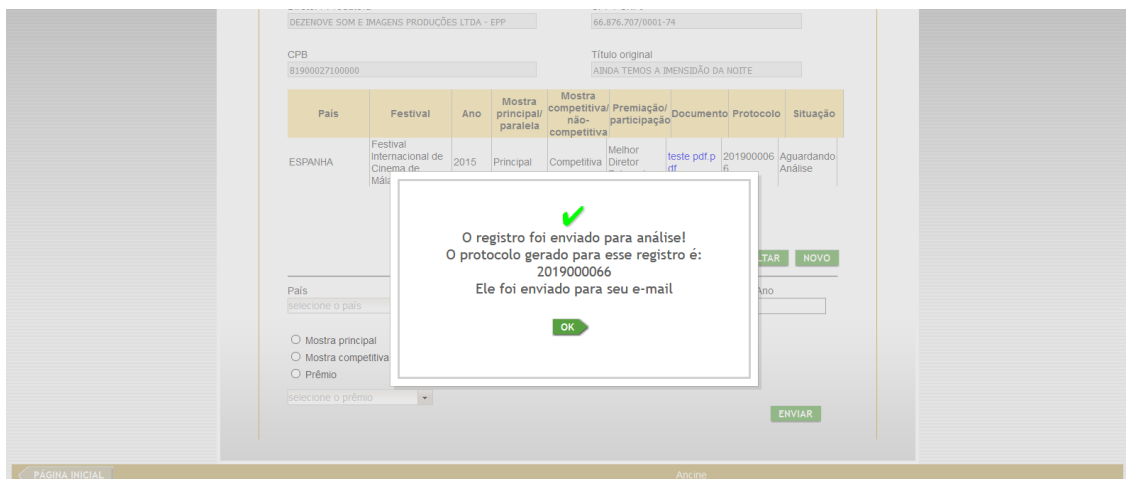 DEZENOVE SOM E IMAGENS PRODUÇÕES LTDA - EPP
66.876.707/0001-74
CPB
Título original
B1900027100000
AINDA TEMOS A IMENSIDÃO DA NOITE
País
Festival
Ano
Mostra principal/ paralela
Mostra competitiva/ não-competitiva
Premiação/ participação
Documento
Protocolo
Situação
ESPANHA
Festival Internacional de Cinema de
2015
Principal
Competitiva
Melhor Diretor
teste pdf.pdf
2019000066
Aguardando Análise
✔
O registro foi enviado para análise!
O protocolo gerado para esse registro é:
2019000066
Ele foi enviado para seu e-mail
OK
NOVO
País
Ano
selecione o país
Mostra principal
Mostra competitiva
Prêmio
selecione o prêmio
ENVIAR
PÁGINA INICIAL
Ancine